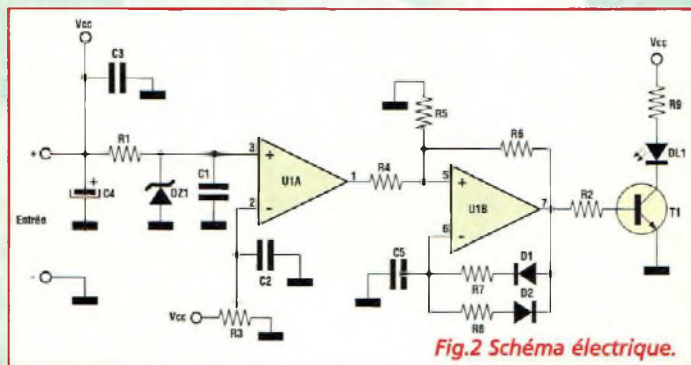 Vcc
C3
Vcc
R9
R5
DL1
R1
R6
+
+
3
U1A
1
R4
5
+
U1B
7
R2
T1
C4
DZ1
C1
-
2
-
6
Entrée
C2
C5
D1
R7
D2
-
Vcc
R3
R8
Fig.2 Schéma électrique.